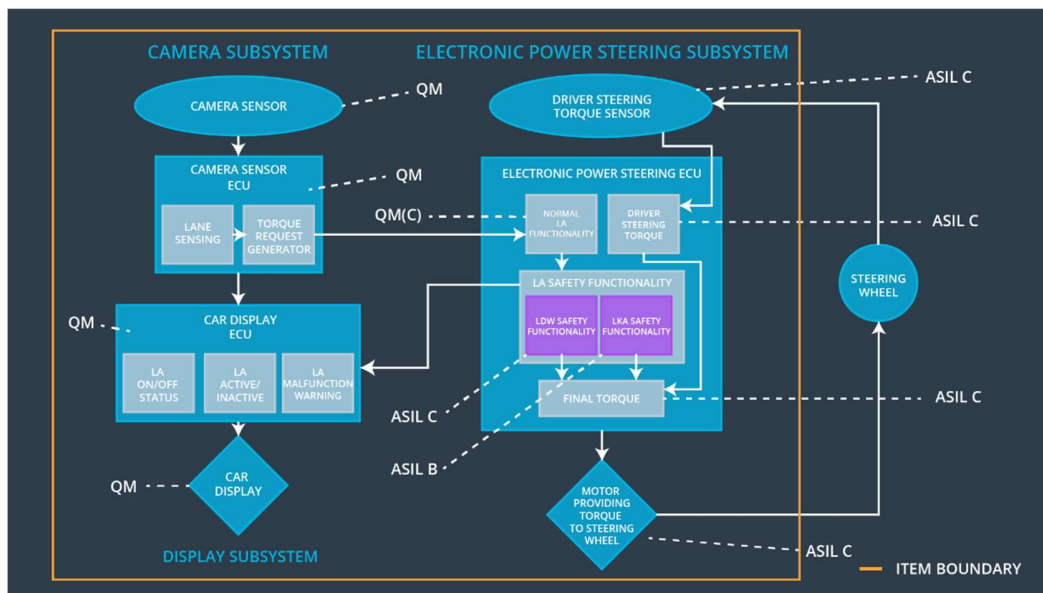 CAMERA SUBSYSTEM
ELECTRONIC POWER STEERING SUBSYSTEM
CAMERA SENSOR
QM
DRIVER STEERING
TORQUE SENSOR
ASIL C
CAMERA SENSOR
ECU
QM
LANE
SENSING
TORQUE
REQUEST
GENERATOR
QM(C)
ELECTRONIC POWER STEERING ECU
NORMAL
LA
FUNCTIONALITY
DRIVER
STEERING
TORQUE
ASIL C
LA SAFETY FUNCTIONALITY
LDW SAFETY
FUNCTIONALITY
LKA SAFETY
FUNCTIONALITY
STEERING
WHEEL
QM
CAR DISPLAY
ECU
LA
ON/OFF
STATUS
LA
ACTIVE/
INACTIVE
LA
MALFUNCTION
WARNING
FINAL TORQUE
ASIL C
ASIL C
ASIL B
QM
CAR
DISPLAY
MOTOR
PROVIDING
TORQUE
TO STEERING
WHEEL
ASIL C
DISPLAY SUBSYSTEM
ITEM BOUNDARY